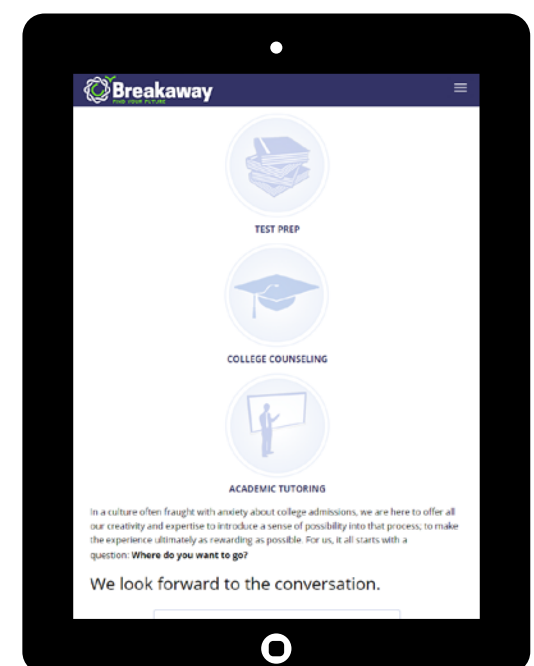 Breakaway
FIND YOUR FUTURE
TEST PREP
COLLEGE COUNSELING
ACADEMIC TUTORING
In a culture often fraught with anxiety about college admissions, we are here to offer all
our creativity and expertise to introduce a sense of possibility into that process; to make
the experience ultimately as rewarding as possible. For us, it all starts with a
question: Where do you want to go?
We look forward to the conversation.